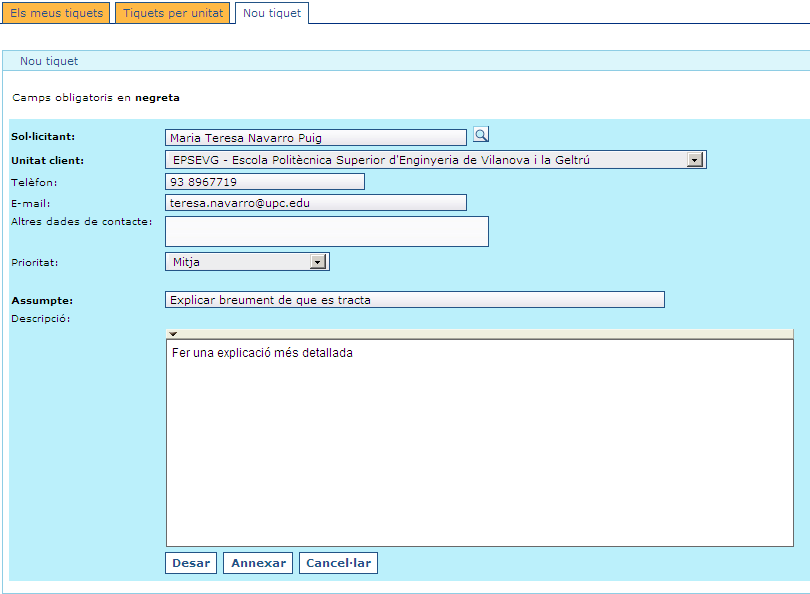 Els meus tiquets Tiquets per unitat Nou tiquet
Nou tiquet
Camps obligatoris en negreta
Sol·licitant: Maria Teresa Navarro Puig
Unitat client: EPSEVG - Escola Politècnica Superior d'Enginyeria de Vilanova i la Geltrú
Telèfon: 93 8967719
E-mail: teresa.navarro@upc.edu
Altres dades de contacte:
Prioritat: Mitja
Assumpte: Explicar breument de que es tracta
Descripció:
Fer una explicació més detallada
Desar Annexar Cancel·lar